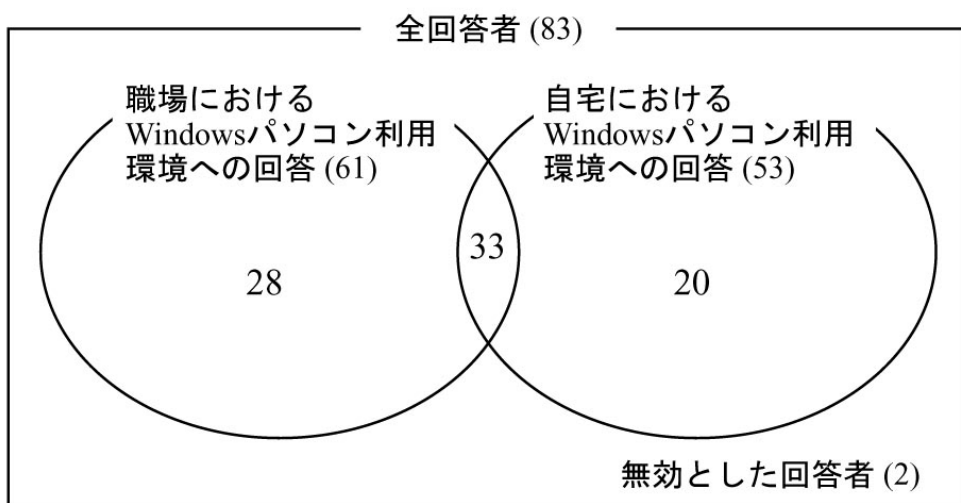 全回答者 (83)
職場における
Windowsパソコン利用
環境への回答 (61)
自宅における
Windowsパソコン利用
環境への回答 (53)
28
33
20
無効とした回答者 (2)